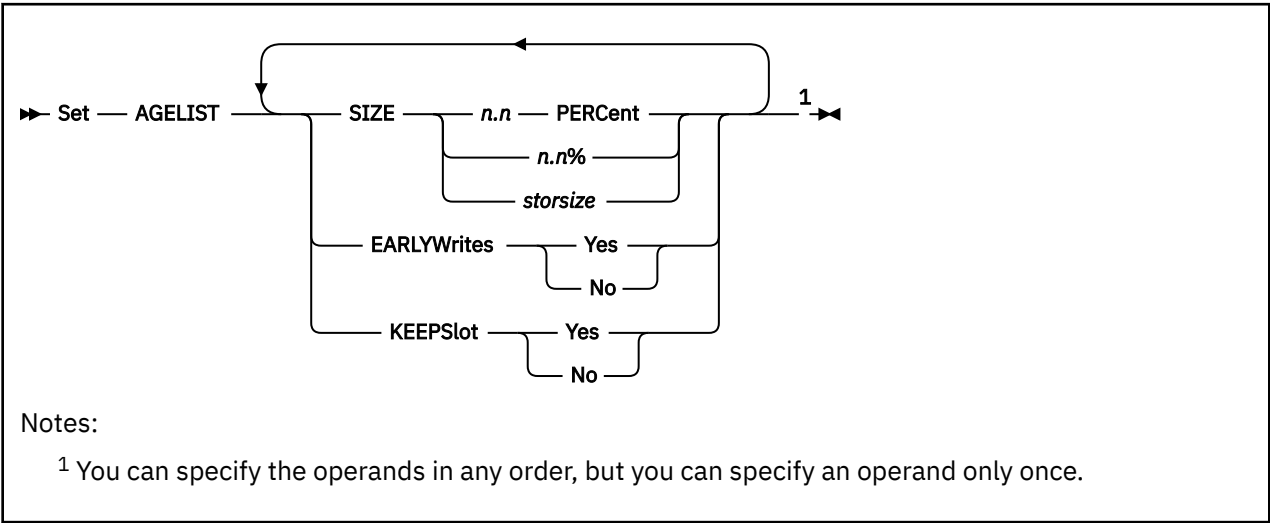 Set AGELIST SIZE n.n PERCent 1
n.n%
storsize
EARLYWrites Yes
No
KEEPSlot Yes
No
Notes:
1 You can specify the operands in any order, but you can specify an operand only once.